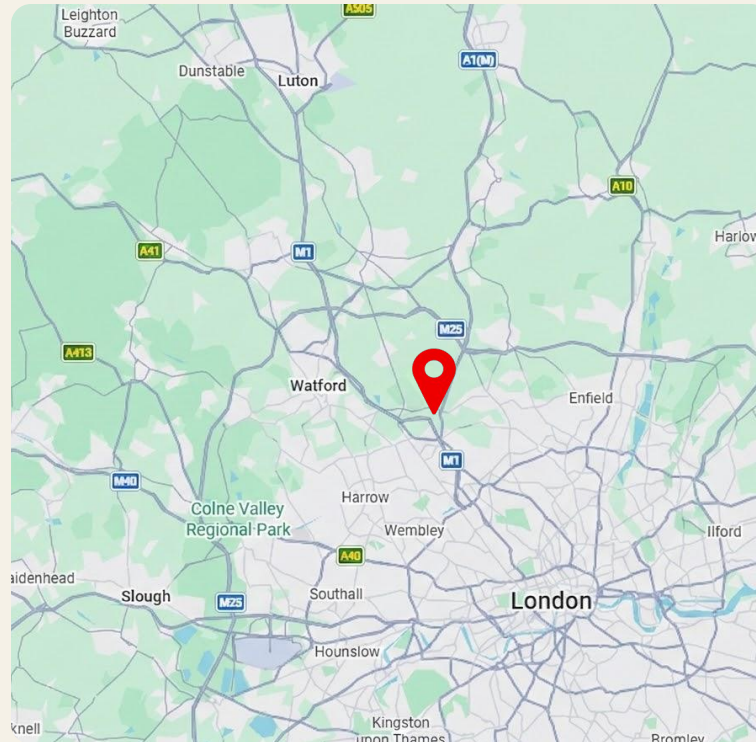 Leighton
Buzzard
A505
Dunstable
Luton
A1(M)
A10
Harlow
A41
M1
M25
A413
Watford
Enfield
M1
M40
Harrow
Colne Valley
Regional Park
Wembley
Ilford
A40
aidenhead
Slough
M25
Southall
London
Hounslow
knell
Kingston
upon Thames
Bromley